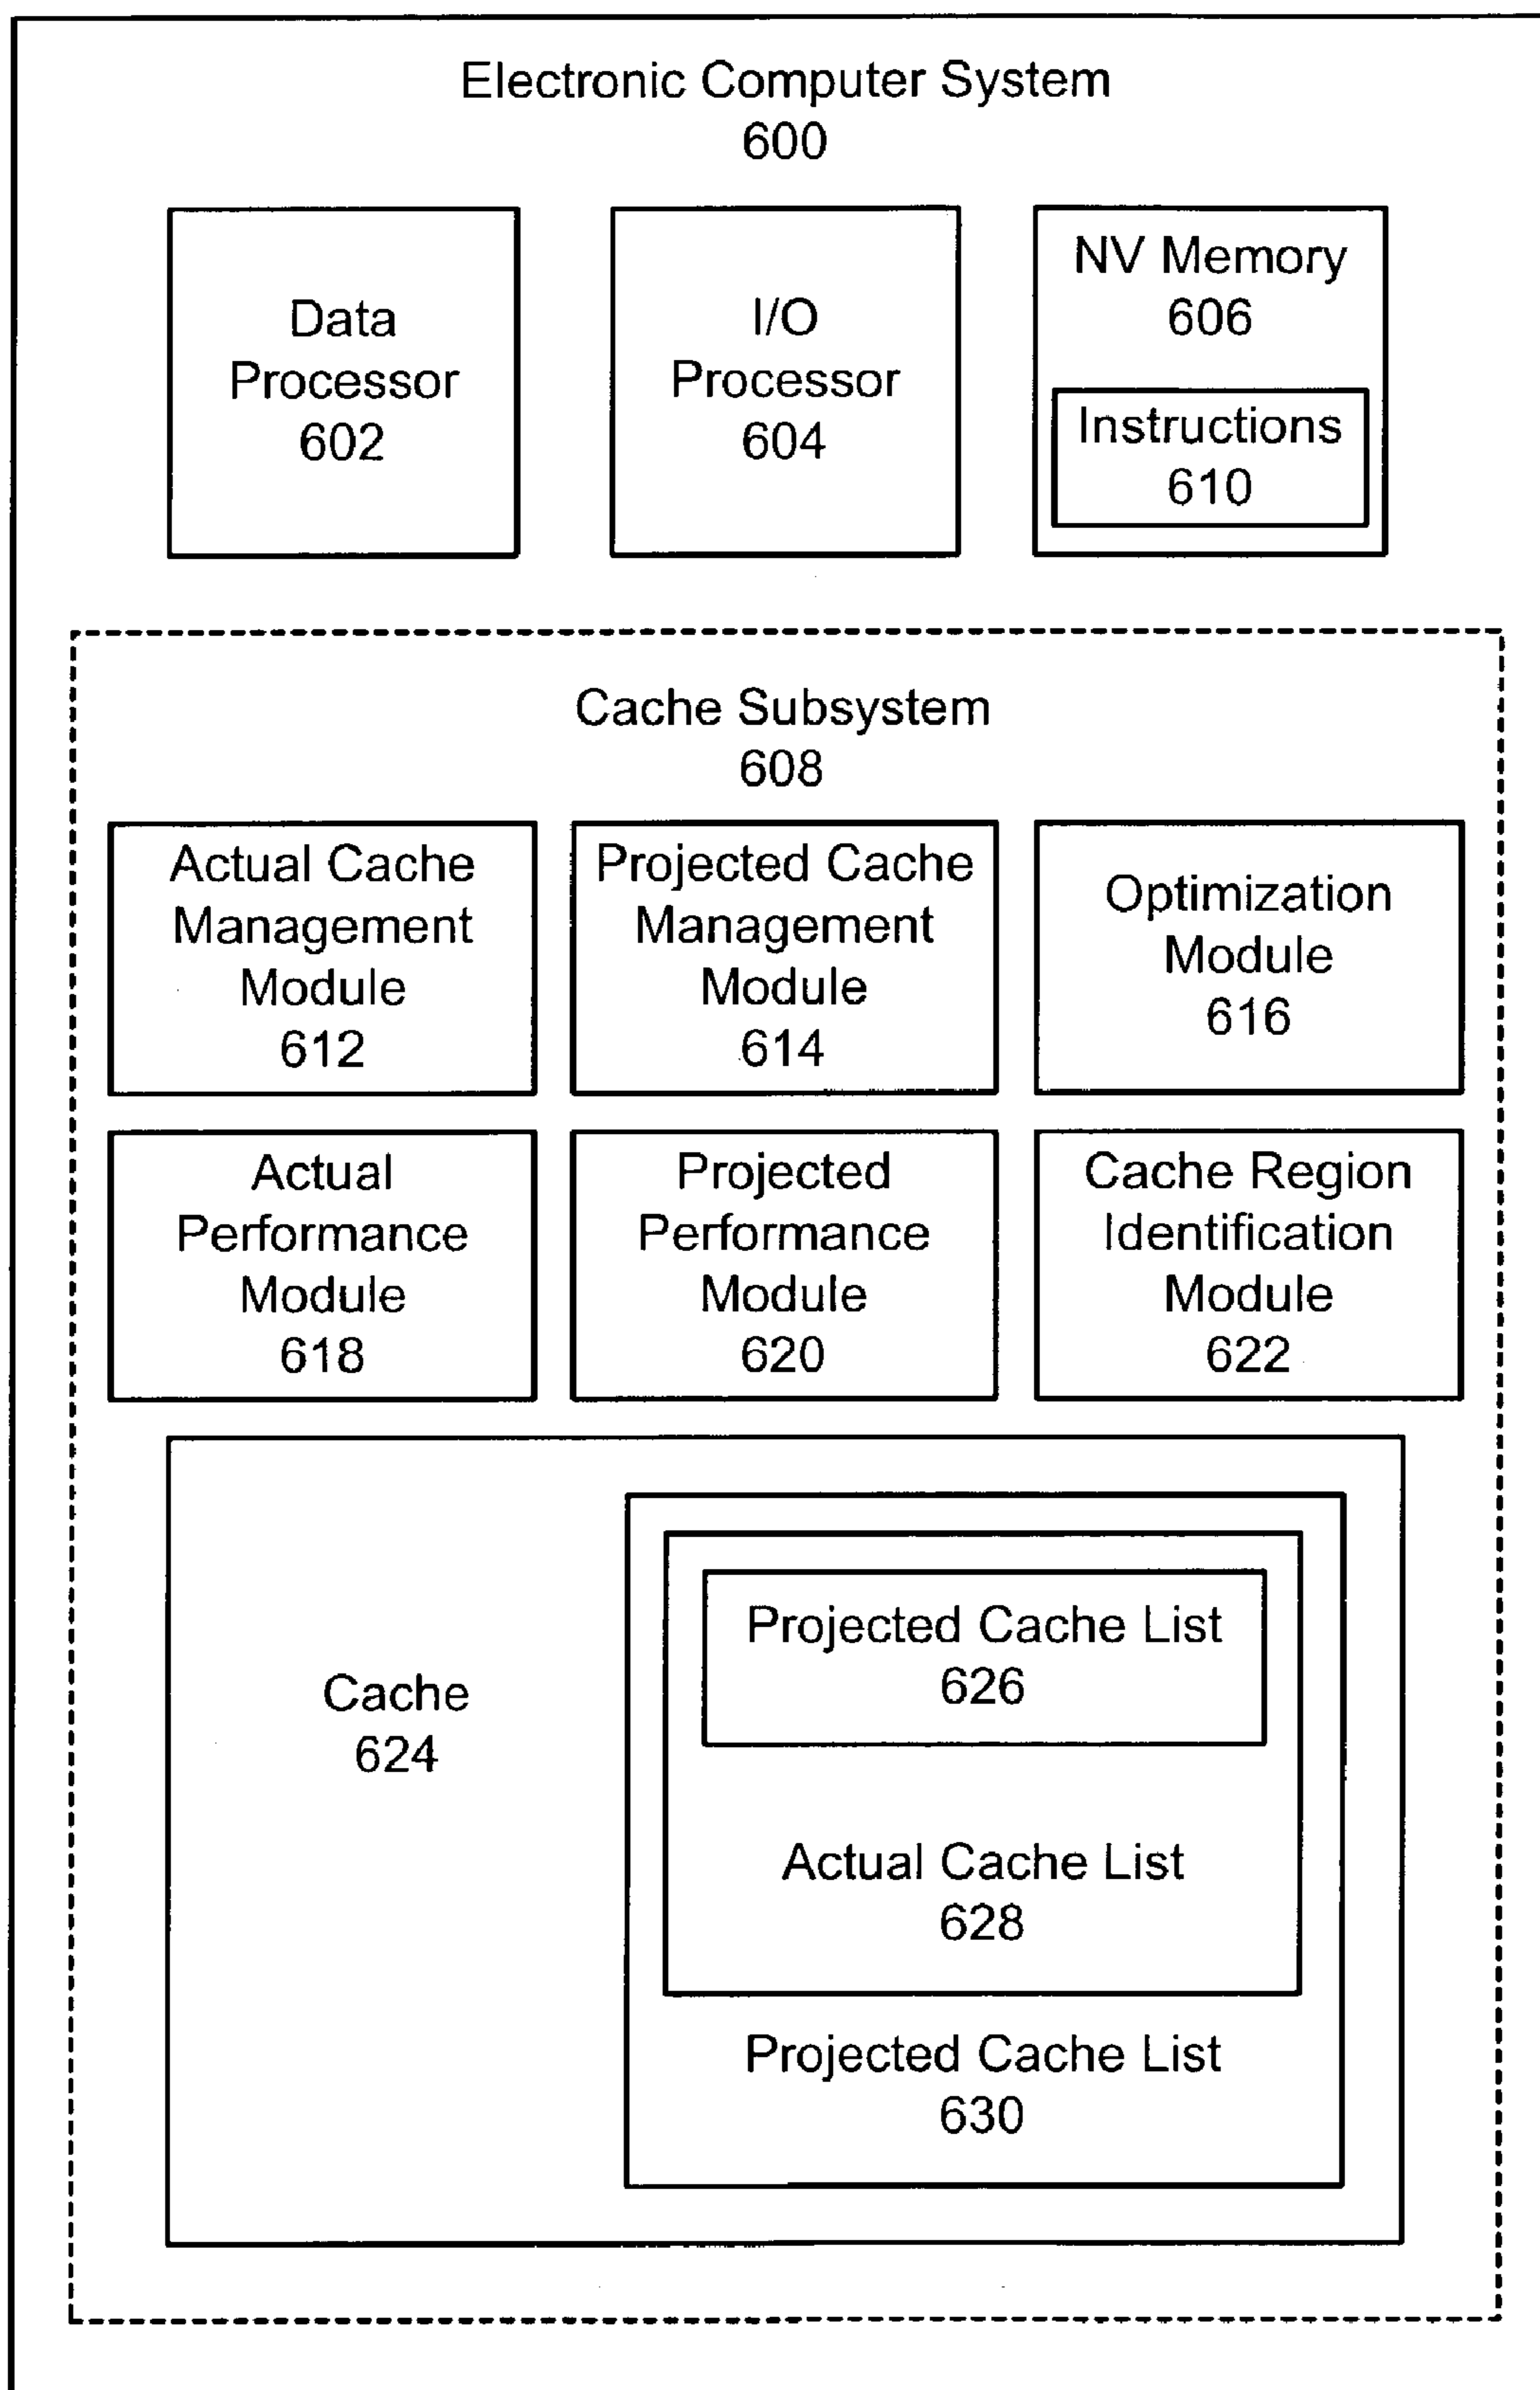 Electronic Computer System
600
Data
Processor
602
I/O
Processor
604
NV Memory
606
Instructions
610
Cache Subsystem
608
Actual Cache
Management
Module
612
Projected Cache
Management
Module
614
Optimization
Module
616
Actual
Performance
Module
618
Projected
Performance
Module
620
Cache Region
Identification
Module
622
Cache
624
Projected Cache List
626
Actual Cache List
628
Projected Cache List
630